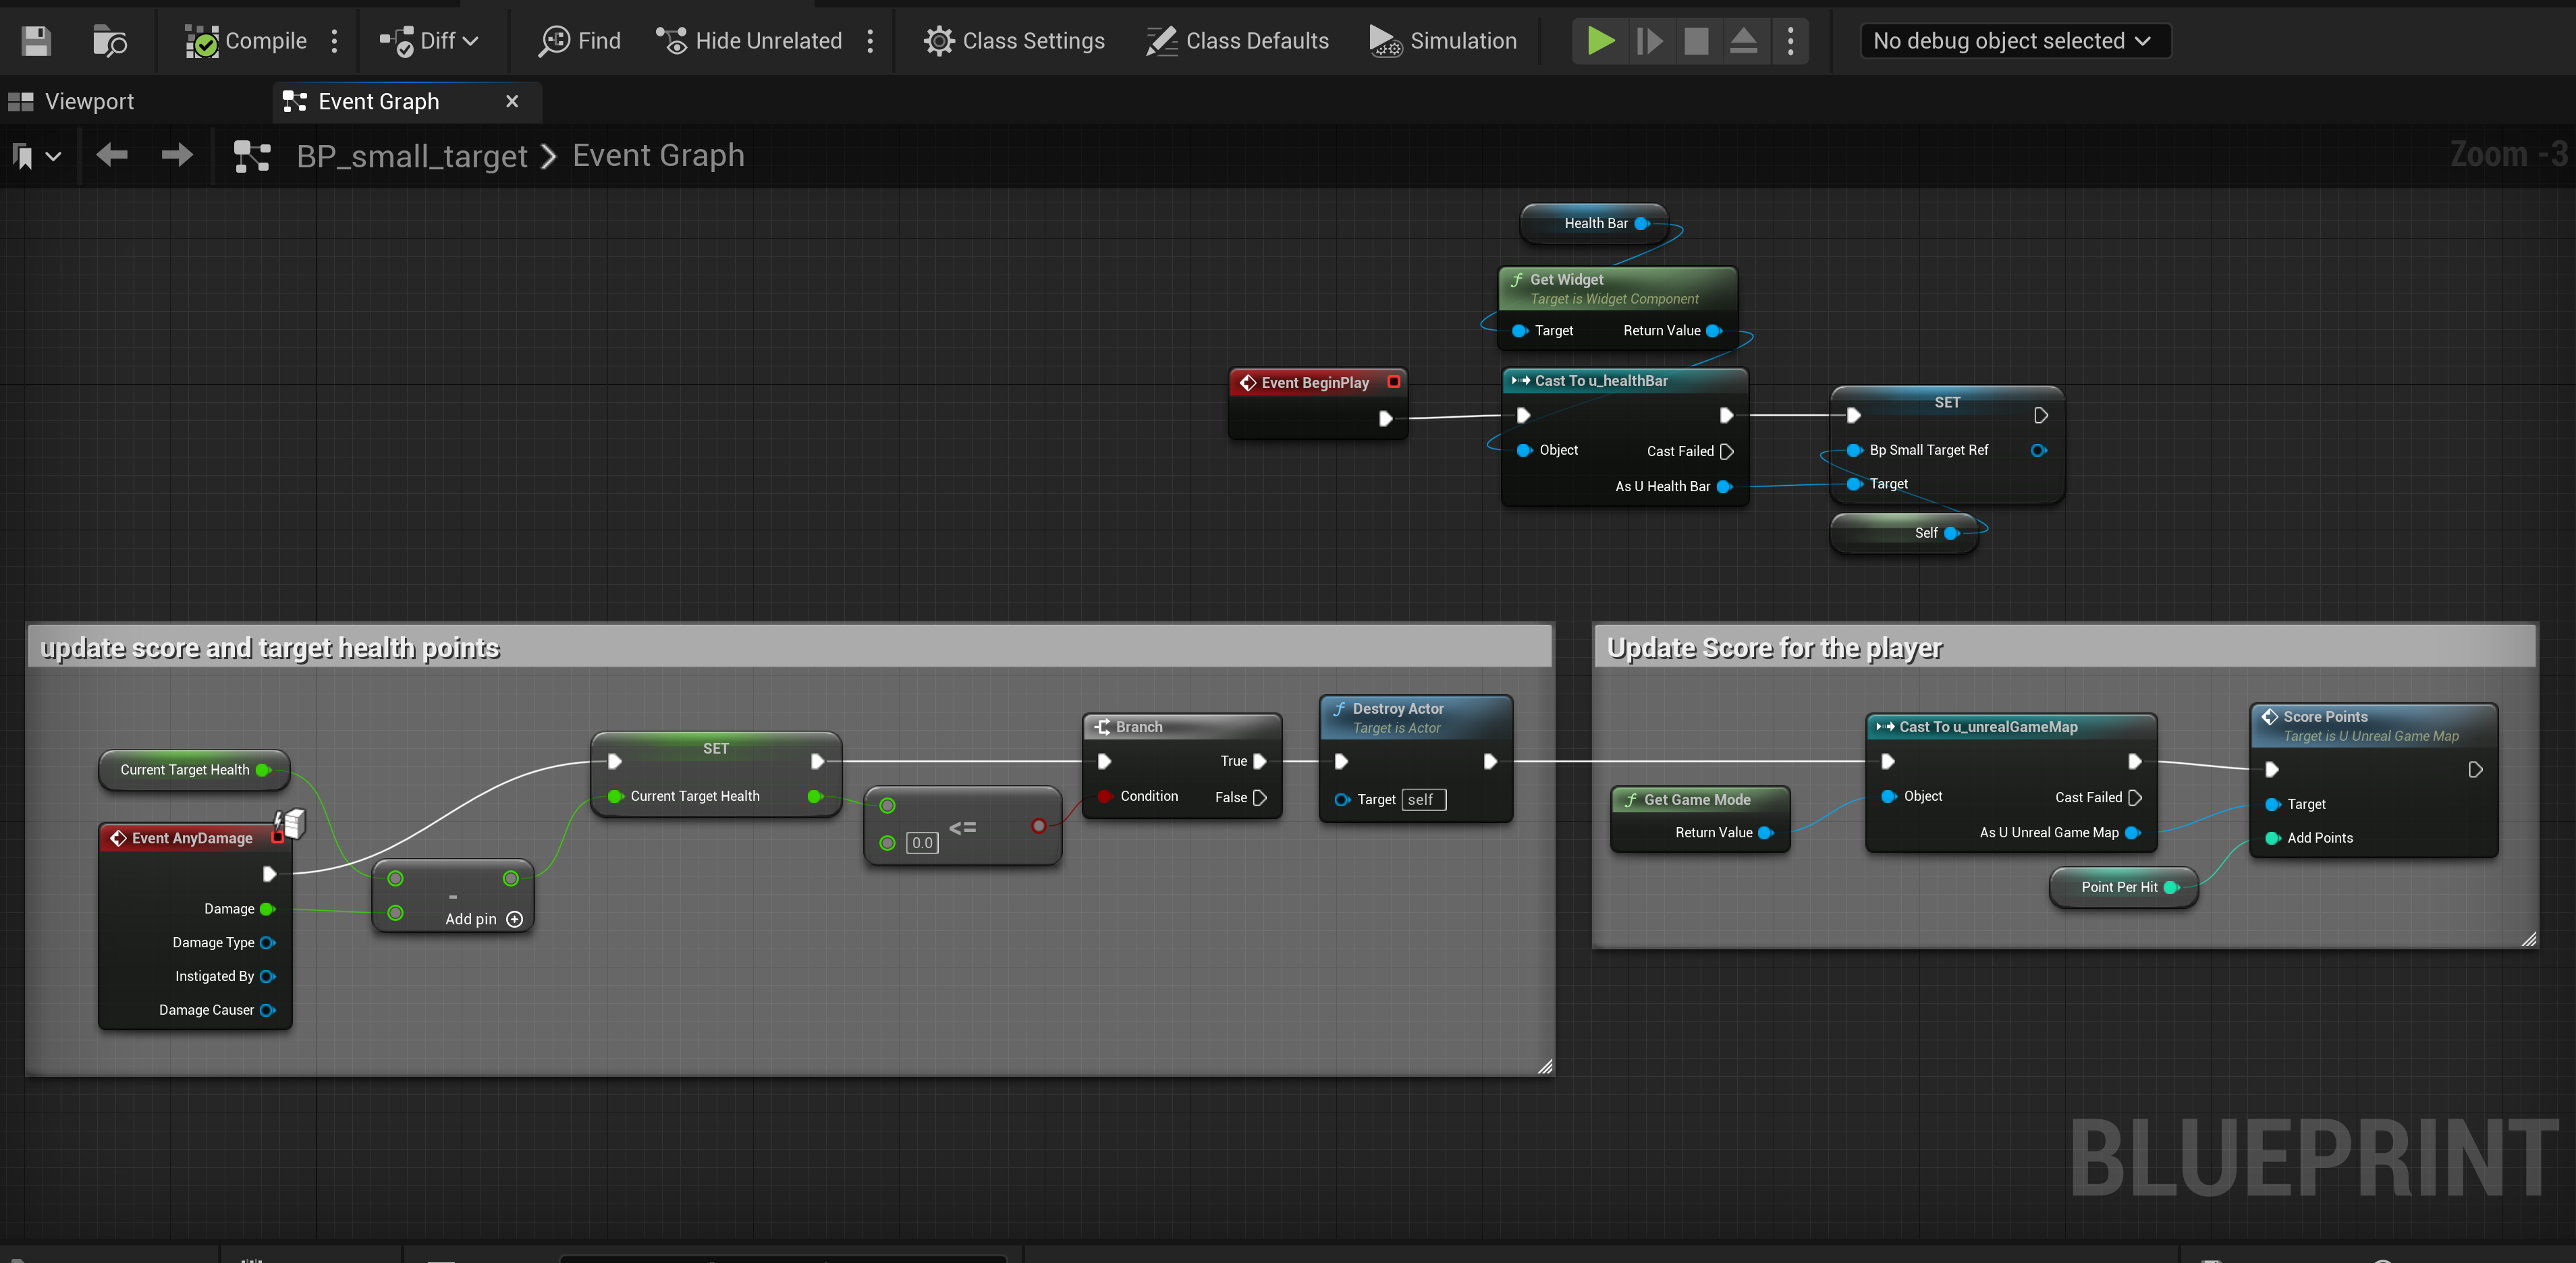 Compile
Diff
Find
Hide Unrelated
Class Settings
Class Defaults
Simulation
No debug object selected
Viewport
Event Graph
BP_small_target
Event Graph
Zoom -3
Health Bar
Get Widget
Target is Widget Component
Target Return Value
Event BeginPlay
Cast To u_healthBar
Object Cast Failed
As U Health Bar
SET
Bp Small Target Ref
Target
Self
update score and target health points
Current Target Health
Event AnyDamage
Damage
Damage Type
Instigated By
Damage Causer
-
Add pin
SET
Current Target Health
0.0 <=
Branch
True
Condition False
Destroy Actor
Target is Actor
Target self
Update Score for the player
Get Game Mode
Return Value
Cast To u_unrealGameMap
Object Cast Failed
As U Unreal Game Map
Point Per Hit
Score Points
Target is U Unreal Game Map
Target
Add Points
BLUEPRINT